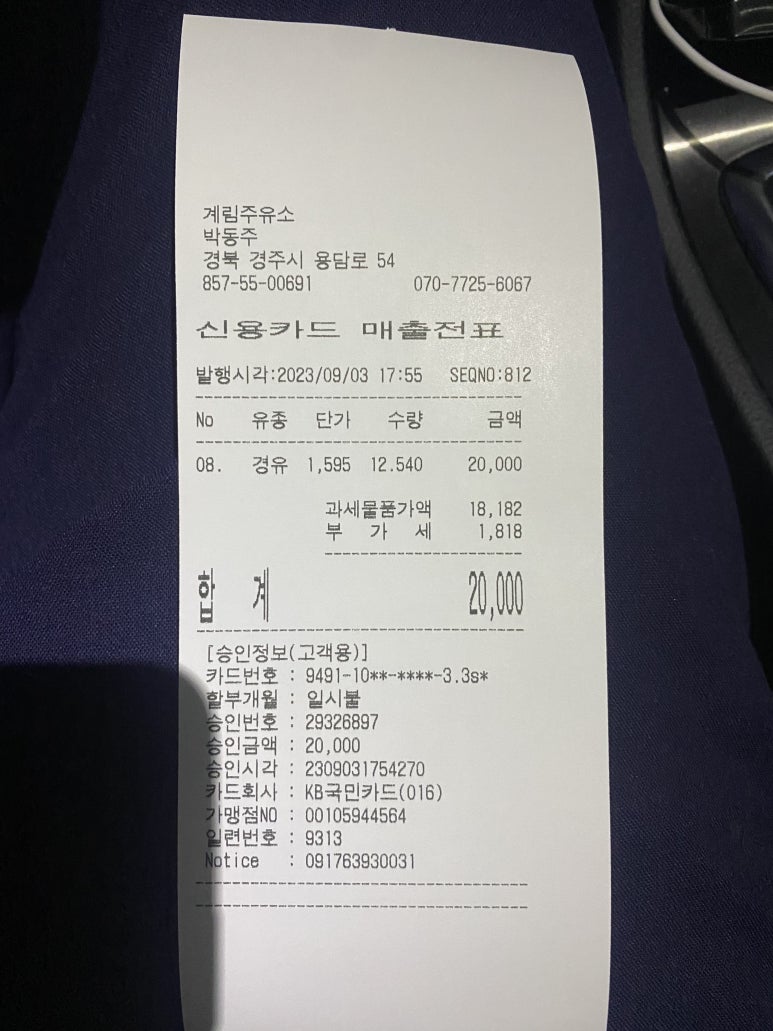 계림주유소
박동주
경북 경주시 용담로 54
857-55-00691 070-7725-6067
신용카드 매출전표
발행시각:2023/09/03 17:55 SEQNO:812
No 유종 단가 수량 금액
08. 경유 1,595 12.540 20,000
과세물품가액 18,182
부 가 세 1,818
합 계 20,000
[승인정보(고객용)]
카드번호 : 9491-10**-****-3.3s*
할부개월 : 일시불
승인번호 : 29326897
승인금액 : 20,000
승인시각 : 2309031754270
카드회사 : KB국민카드(016)
가맹점NO : 00105944564
일련번호 : 9313
Notice : 091763930031